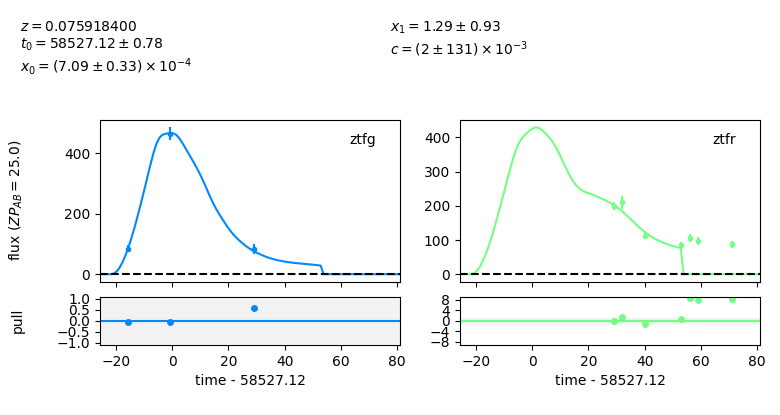 z = 0.075918400
t₀ = 58527.12 ± 0.78
x₀ = (7.09 ± 0.33) × 10⁻⁴
x₁ = 1.29 ± 0.93
c = (2 ± 131) × 10⁻³
flux (ZP_AB = 25.0)
ztfg
400
200
0
ztfr
400
300
200
100
0
pull
1.0
0.5
0.0
−0.5
−1.0
8
4
0
−4
−8
−20 0 20 40 60 80
−20 0 20 40 60 80
time - 58527.12
time - 58527.12